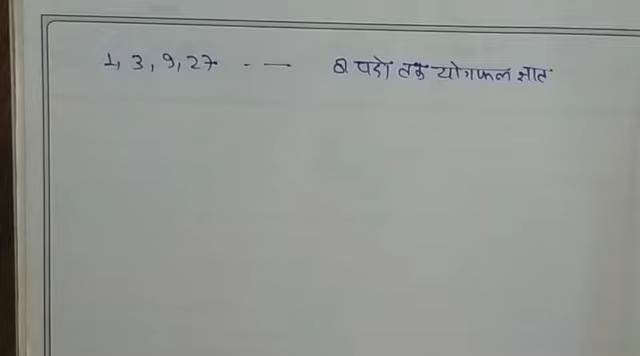 1, 3, 9, 27 - - — 8 पदो तक योगफल ज्ञात